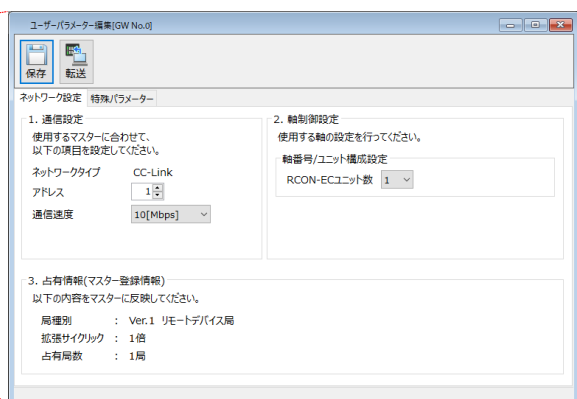 ユーザーパラメーター編集[GW No.0]
保存 転送
ネットワーク設定 特殊パラメーター
1. 通信設定
使用するマスターに合わせて、
以下の項目を設定してください。
ネットワークタイプ CC-Link
アドレス 1
通信速度 10[Mbps]
2. 軸制御設定
使用する軸の設定を行ってください。
軸番号/ユニット構成設定
RCON-ECユニット数 1
3. 占有情報(マスター登録情報)
以下の内容をマスターに反映してください。
局種別 : Ver.1 リモートデバイス局
拡張サイクリック : 1倍
占有局数 : 1局